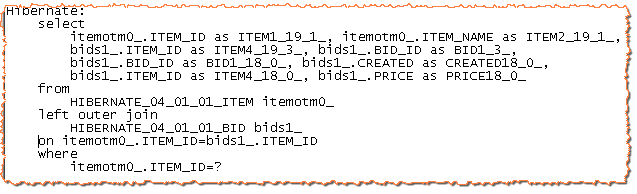 Hibernate:
select
itemotm0_.ITEM_ID as ITEM1_19_1_, itemotm0_.ITEM_NAME as ITEM2_19_1_,
bids1_.ITEM_ID as ITEM4_19_3_, bids1_.BID_ID as BID1_3_,
bids1_.BID_ID as BID1_18_0_, bids1_.CREATED as CREATED18_0_,
bids1_.ITEM_ID as ITEM4_18_0_, bids1_.PRICE as PRICE18_0_
from
HIBERNATE_04_01_01_ITEM itemotm0_
left outer join
HIBERNATE_04_01_01_BID bids1_
on itemotm0_.ITEM_ID=bids1_.ITEM_ID
where
itemotm0_.ITEM_ID=?